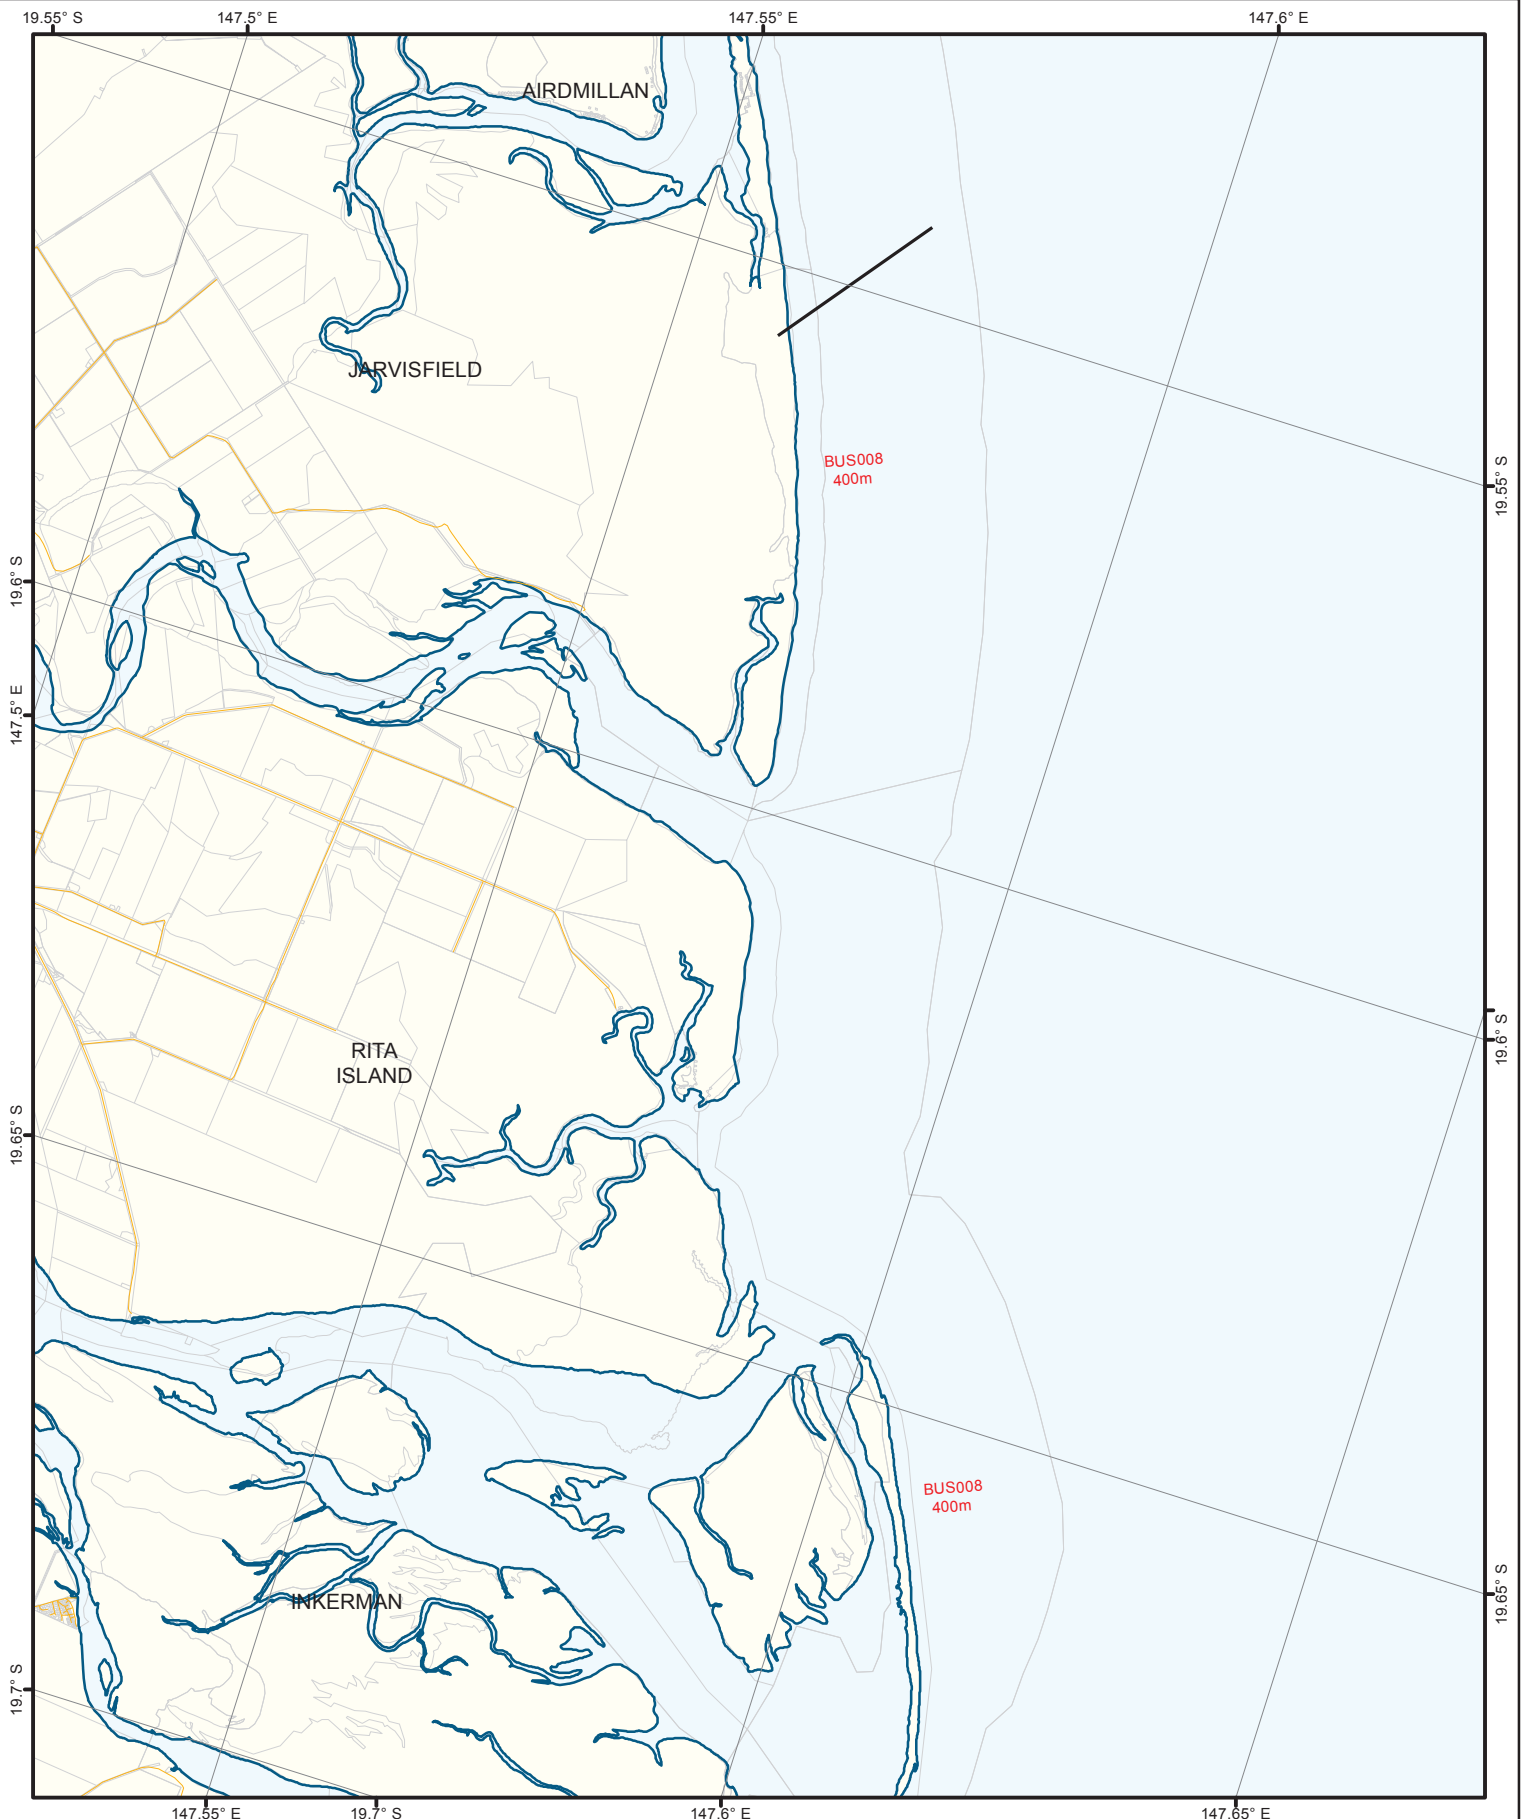 19.55° S
147.5° E
147.55° E
147.6° E
AIRDMILLAN
JARVISFIELD
BUS008
400m
19.55° S
19.6° S
147.5° E
19.6° S
RITA
ISLAND
19.65° S
BUS008
400m
INKERMAN
19.65° S
19.7° S
147.55° E
19.7° S
147.6° E
147.65° E